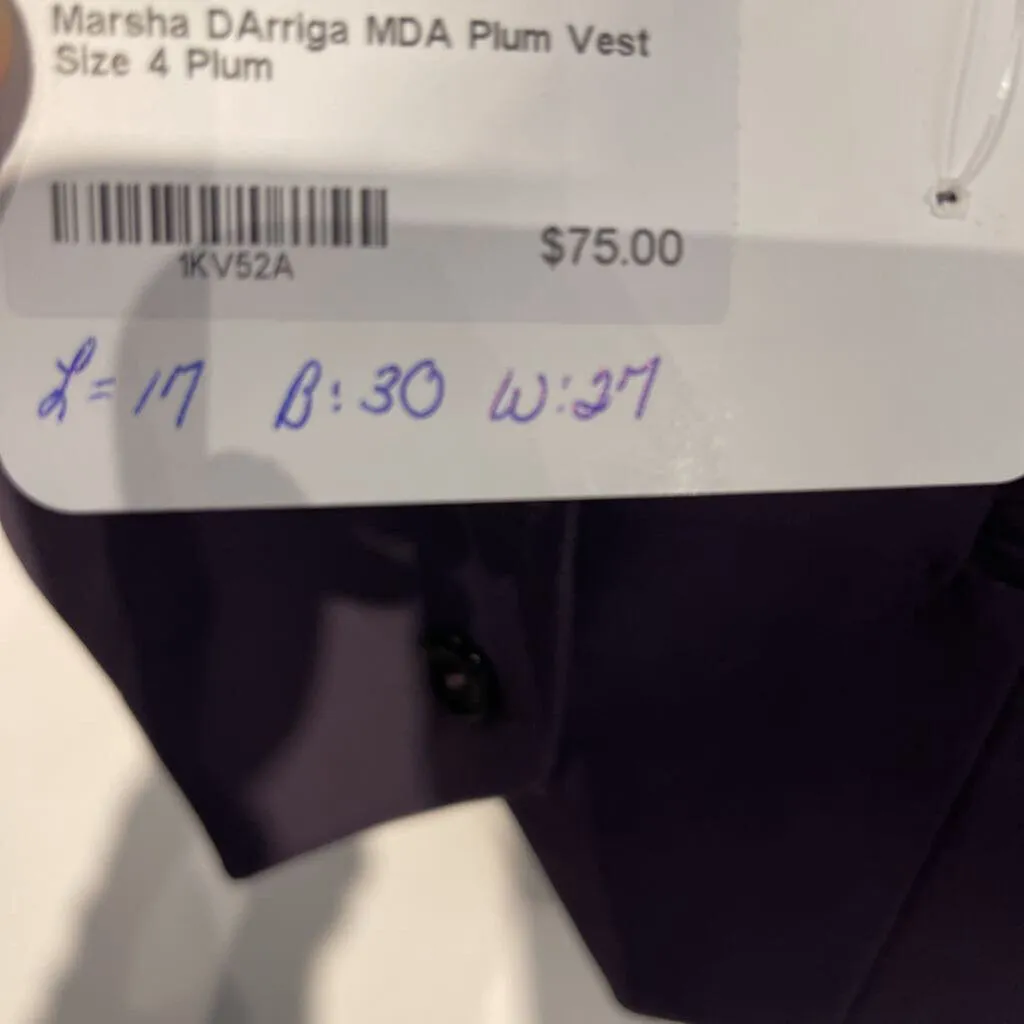 Marsha DArriga MDA Plum Vest
Size 4 Plum
1KV52A
$75.00
L=17 B:30 W:27